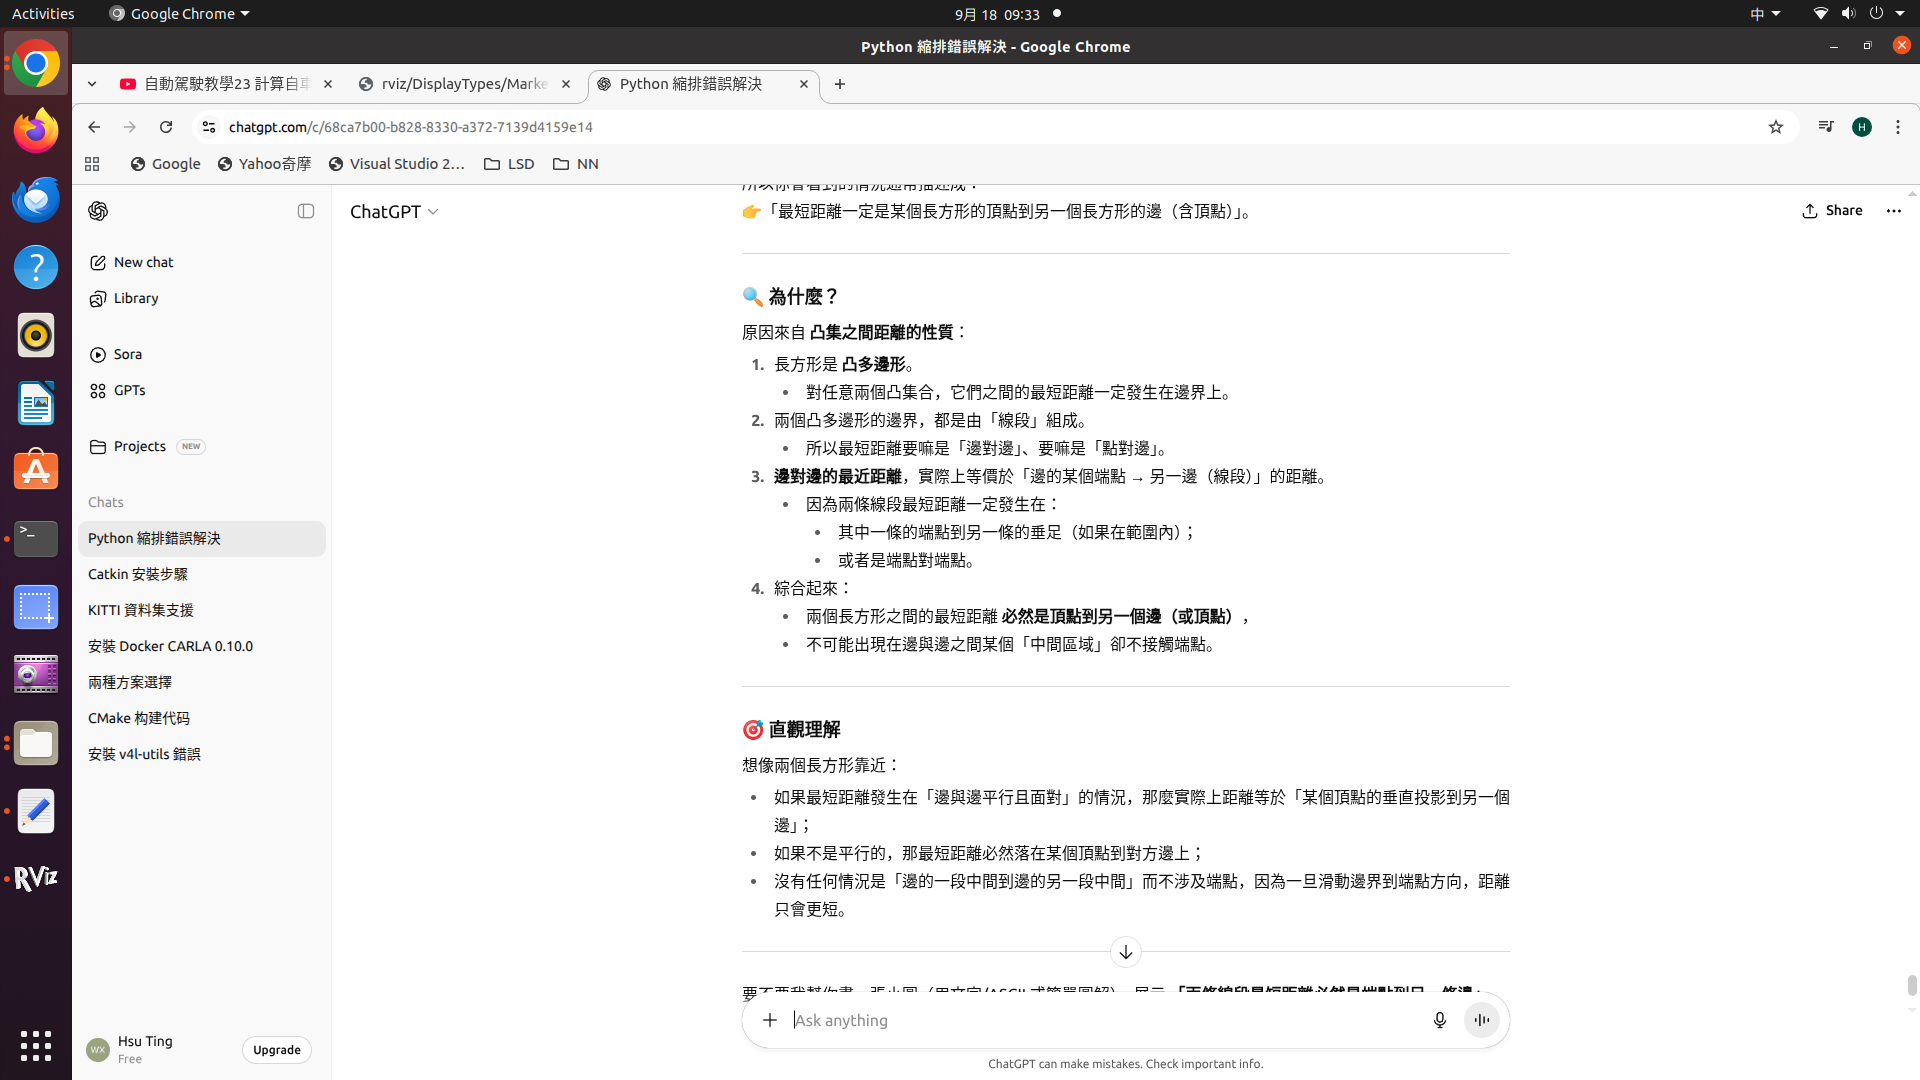 Activities
Google Chrome
9月 18 09:33
中
Python 縮排錯誤解決 - Google Chrome
自動駕駛教學23 計算自車
rviz/DisplayTypes/Marke
Python 縮排錯誤解決
chatgpt.com/c/68ca7b00-b828-8330-a372-7139d4159e14
H
Google
Yahoo奇摩
Visual Studio 2...
LSD
NN
ChatGPT
Share
New chat
Library
Sora
GPTs
Projects NEW
Chats
Python 縮排錯誤解決
Catkin 安裝步驟
KITTI 資料集支援
安裝 Docker CARLA 0.10.0
兩種方案選擇
CMake 构建代码
安裝 v4l-utils 錯誤
RViz
WX
Hsu Ting
Free
Upgrade
👉「最短距離一定是某個長方形的頂點到另一個長方形的邊（含頂點）」。
🔍 為什麼？
原因來自 凸集之間距離的性質：
1. 長方形是 凸多邊形。
• 對任意兩個凸集合，它們之間的最短距離一定發生在邊界上。
2. 兩個凸多邊形的邊界，都是由「線段」組成。
• 所以最短距離要嘛是「邊對邊」、要嘛是「點對邊」。
3. 邊對邊的最近距離，實際上等價於「邊的某個端點 → 另一邊（線段）」的距離。
• 因為兩條線段最短距離一定發生在：
• 其中一條的端點到另一條的垂足（如果在範圍內）；
• 或者是端點對端點。
4. 綜合起來：
• 兩個長方形之間的最短距離 必然是頂點到另一個邊（或頂點），
• 不可能出現在邊與邊之間某個「中間區域」卻不接觸端點。
🎯 直觀理解
想像兩個長方形靠近：
• 如果最短距離發生在「邊與邊平行且面對」的情況，那麼實際上距離等於「某個頂點的垂直投影到另一個
邊」；
• 如果不是平行的，那最短距離必然落在某個頂點到對方邊上；
• 沒有任何情況是「邊的一段中間到邊的另一段中間」而不涉及端點，因為一旦滑動邊界到端點方向，距離
只會更短。
Ask anything
ChatGPT can make mistakes. Check important info.